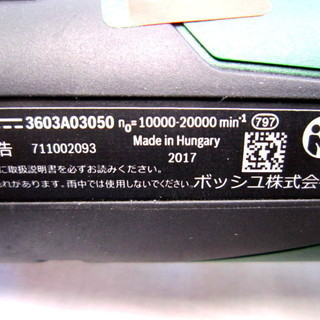 3603A03050 n₀=10000-20000 min⁻¹ 797
告 711002093 Made in Hungary
2017
に取扱説明書を必ずお読みください。
れがあります。雨中では使用しないでください。 ボッシュ株式会